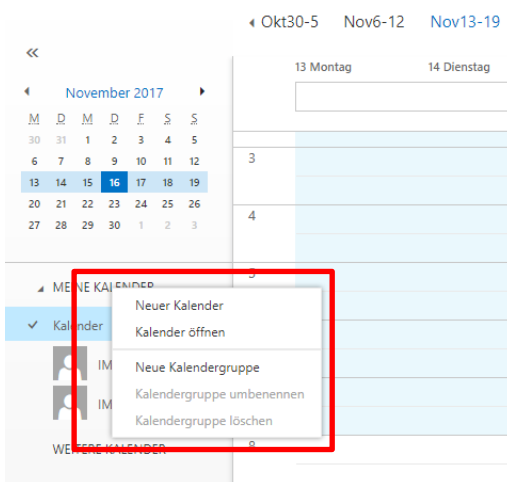 Okt30-5 Nov6-12 Nov13-19
«
13 Montag 14 Dienstag
November 2017
M D M D F S S
30 31 1 2 3 4 5
6 7 8 9 10 11 12
13 14 15 16 17 18 19
20 21 22 23 24 25 26
27 28 29 30 1 2 3
3
4
5
MEINE KALENDER
Neuer Kalender
Kalender
Kalender öffnen
IM
Neue Kalendergruppe
Kalendergruppe umbenennen
IM
Kalendergruppe löschen
WEITERE KALENDER
8